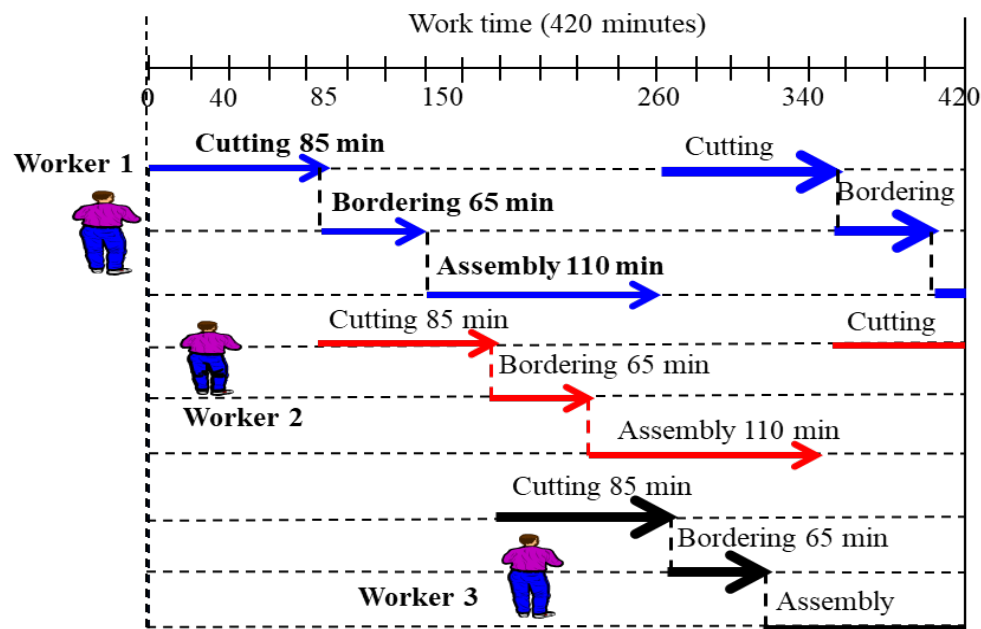 Work time (420 minutes)
0 40 85 150 260 340 420
Cutting 85 min
Cutting
Worker 1
Bordering 65 min
Bordering
Assembly 110 min
Cutting 85 min
Cutting
Bordering 65 min
Worker 2
Assembly 110 min
Cutting 85 min
Bordering 65 min
Worker 3
Assembly